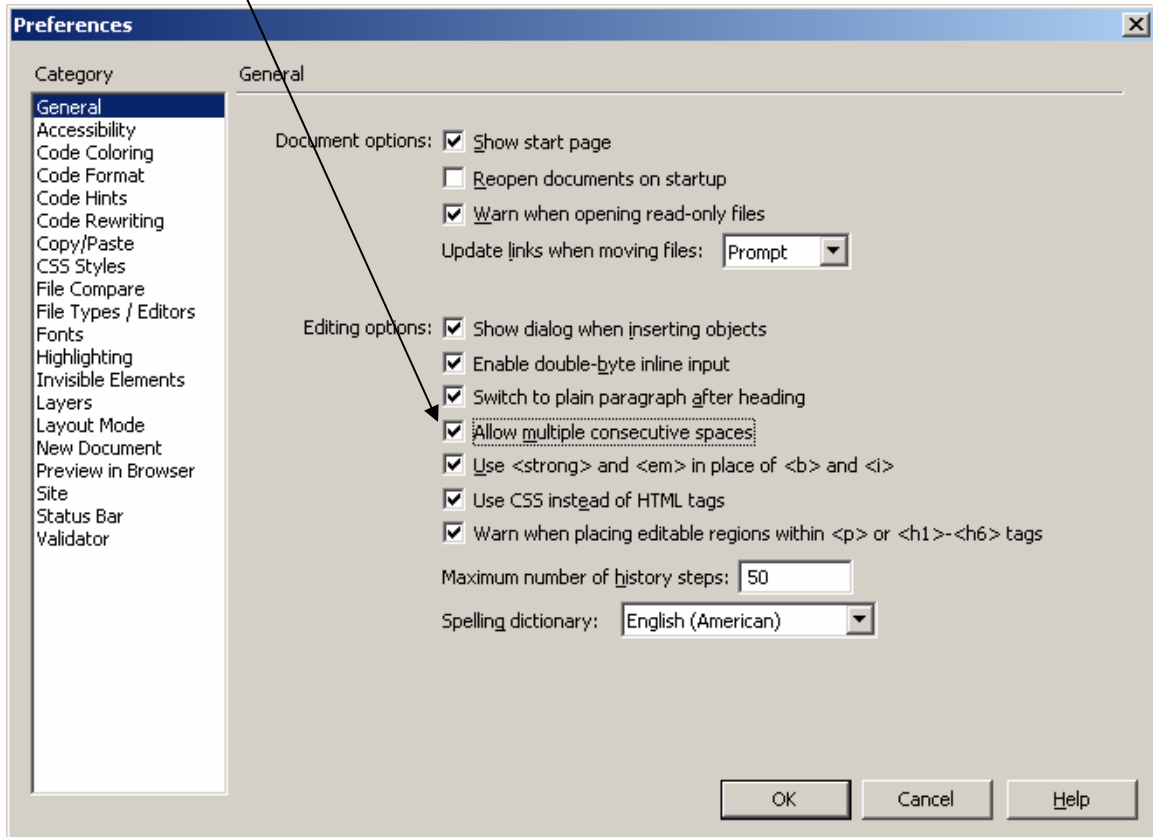 Preferences
Category
General
General
Accessibility
Code Coloring
Code Format
Code Hints
Code Rewriting
Copy/Paste
CSS Styles
File Compare
File Types / Editors
Fonts
Highlighting
Invisible Elements
Layers
Layout Mode
New Document
Preview in Browser
Site
Status Bar
Validator
Document options: Show start page
Reopen documents on startup
Warn when opening read-only files
Update links when moving files: Prompt
Editing options: Show dialog when inserting objects
Enable double-byte inline input
Switch to plain paragraph after heading
Allow multiple consecutive spaces
Use <strong> and <em> in place of <b> and <i>
Use CSS instead of HTML tags
Warn when placing editable regions within <p> or <h1>-<h6> tags
Maximum number of history steps: 50
Spelling dictionary: English (American)
OK Cancel Help